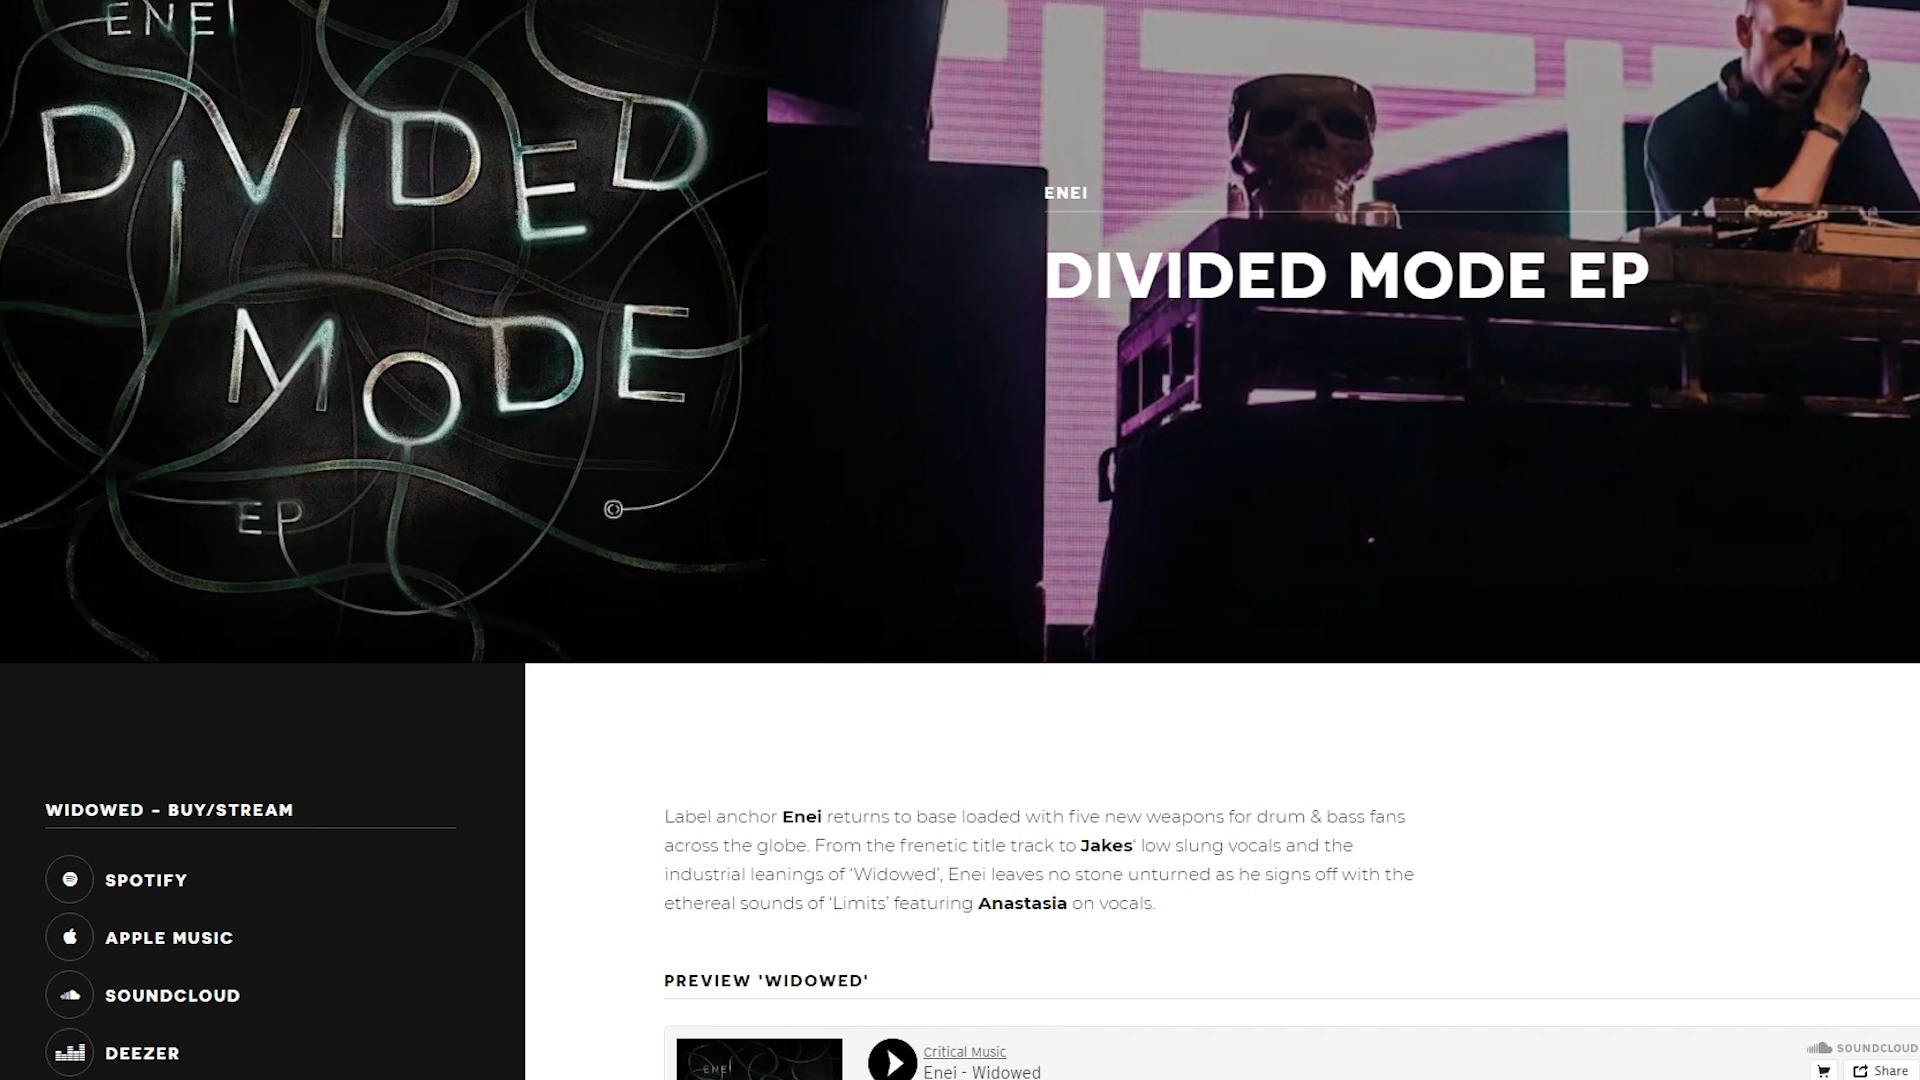 ENEI
DIVIDED
MODE
EP
ENEI
DIVIDED MODE EP
WIDOWED – BUY/STREAM
SPOTIFY
APPLE MUSIC
SOUNDCLOUD
DEEZER
Label anchor Enei returns to base loaded with five new weapons for drum & bass fans
across the globe. From the frenetic title track to Jakes‘ low slung vocals and the
industrial leanings of ‘Widowed’, Enei leaves no stone unturned as he signs off with the
ethereal sounds of ‘Limits’ featuring Anastasia on vocals.
PREVIEW 'WIDOWED'
ENEI
Critical Music
Enei - Widowed
SOUNDCLOUD
Share